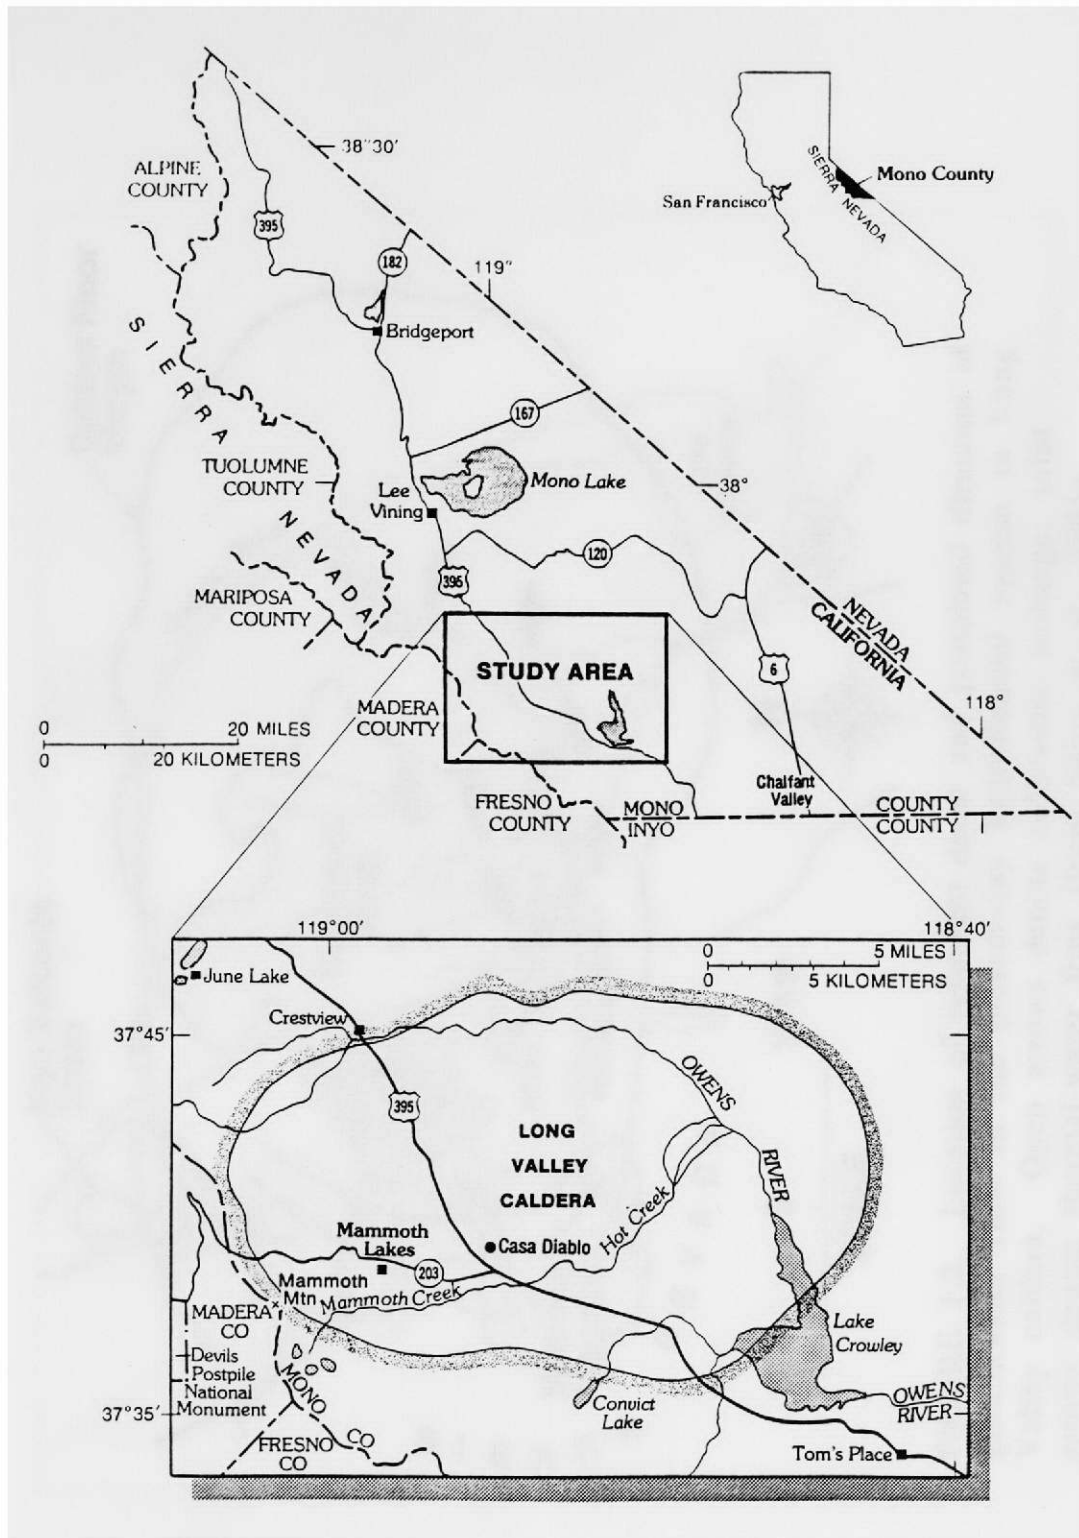 38°30′
ALPINE
COUNTY
395
182
119°
Bridgeport
SIERRA NEVADA
Mono County
San Francisco
SIERRA NEVADA
167
TUOLUMNE
COUNTY
Mono Lake
38°
Lee
Vining
120
395
MARIPOSA
COUNTY
NEVADA
CALIFORNIA
STUDY AREA
6
MADERA
COUNTY
118°
0 20 MILES
0 20 KILOMETERS
Chalfant
Valley
FRESNO
COUNTY
MONO COUNTY
INYO COUNTY
119°00′
118°40′
0 5 MILES
0 5 KILOMETERS
June Lake
Crestview
37°45′
395
OWENS
RIVER
LONG
VALLEY
CALDERA
Hot Creek
Mammoth
Lakes
Casa Diablo
203
Mammoth
Mtn
Mammoth Creek
MADERA
CO
Lake
Crowley
Devils
Postpile
National
Monument
MONO
CO
37°35′
Convict
Lake
OWENS
RIVER
FRESNO
CO
Tom's Place